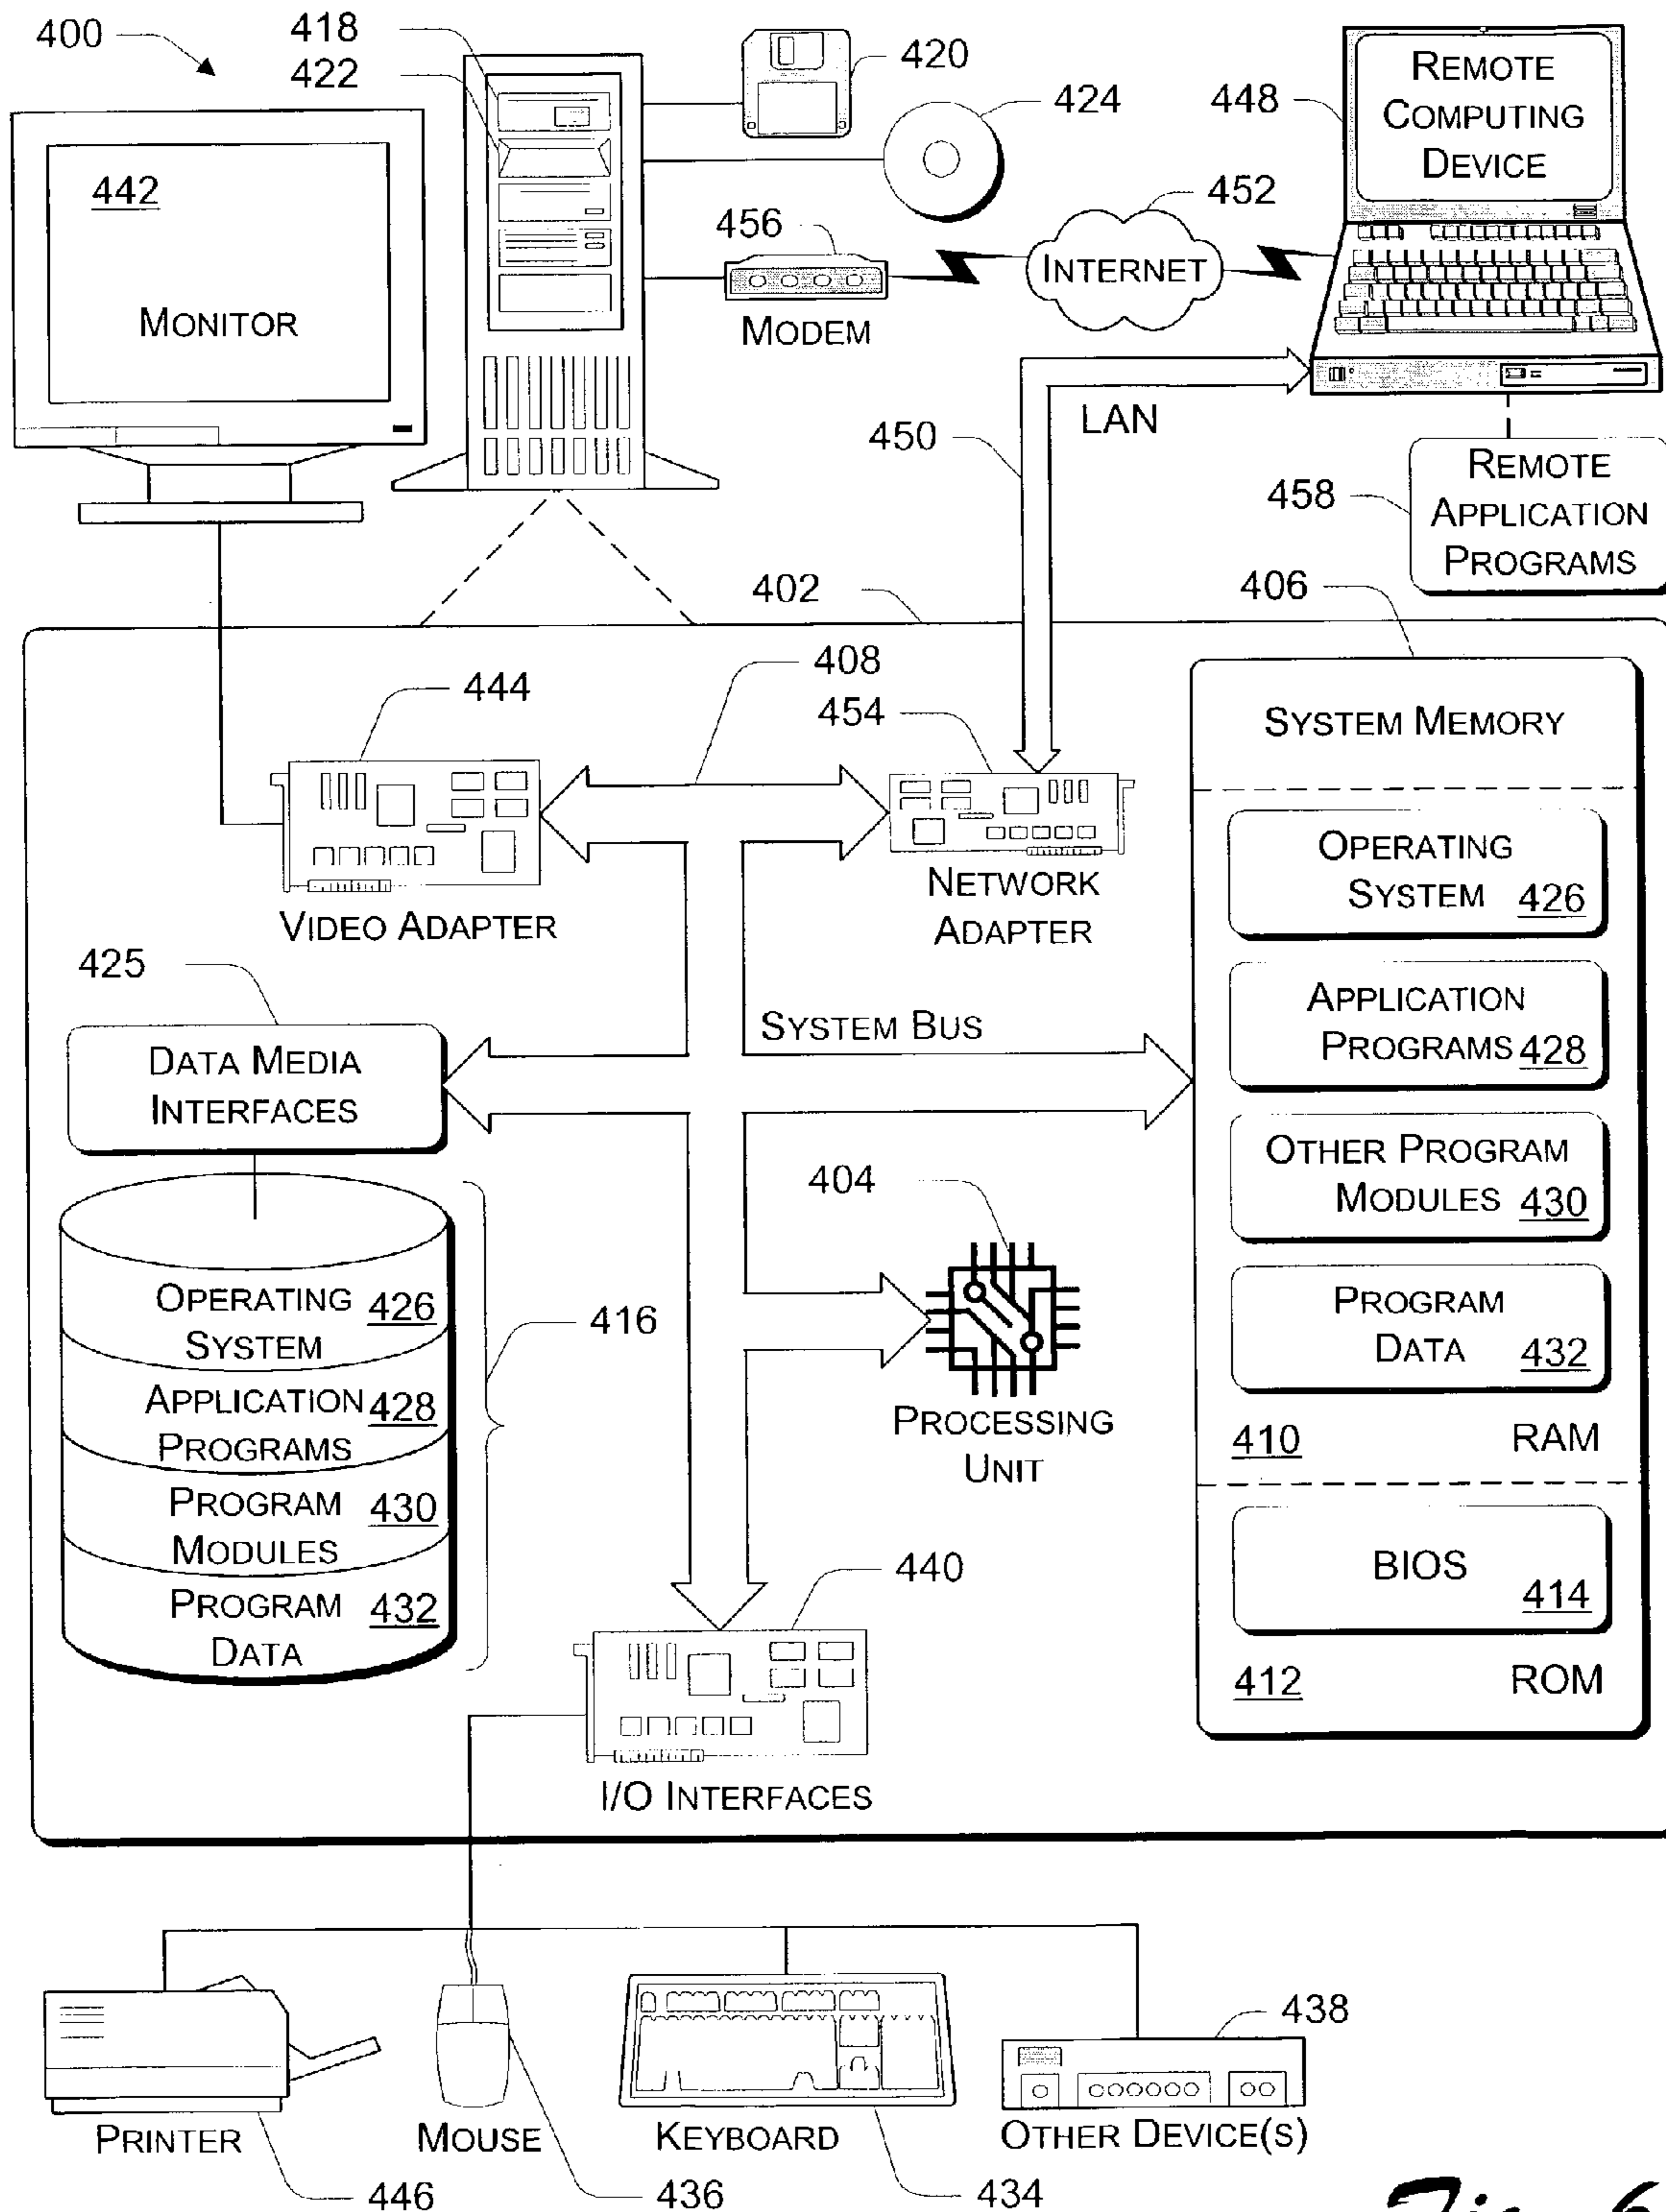 400
418
422
420
424
448
REMOTE
COMPUTING
DEVICE
442
MONITOR
456
MODEM
452
INTERNET
450
LAN
458
REMOTE
APPLICATION
PROGRAMS
402
406
408
444
454
VIDEO ADAPTER
NETWORK
ADAPTER
SYSTEM MEMORY
OPERATING
SYSTEM 426
APPLICATION
PROGRAMS 428
OTHER PROGRAM
MODULES 430
PROGRAM
DATA 432
410 RAM
BIOS
414
412 ROM
425
DATA MEDIA
INTERFACES
SYSTEM BUS
404
PROCESSING
UNIT
OPERATING 426
SYSTEM
APPLICATION 428
PROGRAMS
PROGRAM 430
MODULES
PROGRAM 432
DATA
416
440
I/O INTERFACES
438
PRINTER
MOUSE
KEYBOARD
OTHER DEVICE(S)
446
436
434
Fig. 6